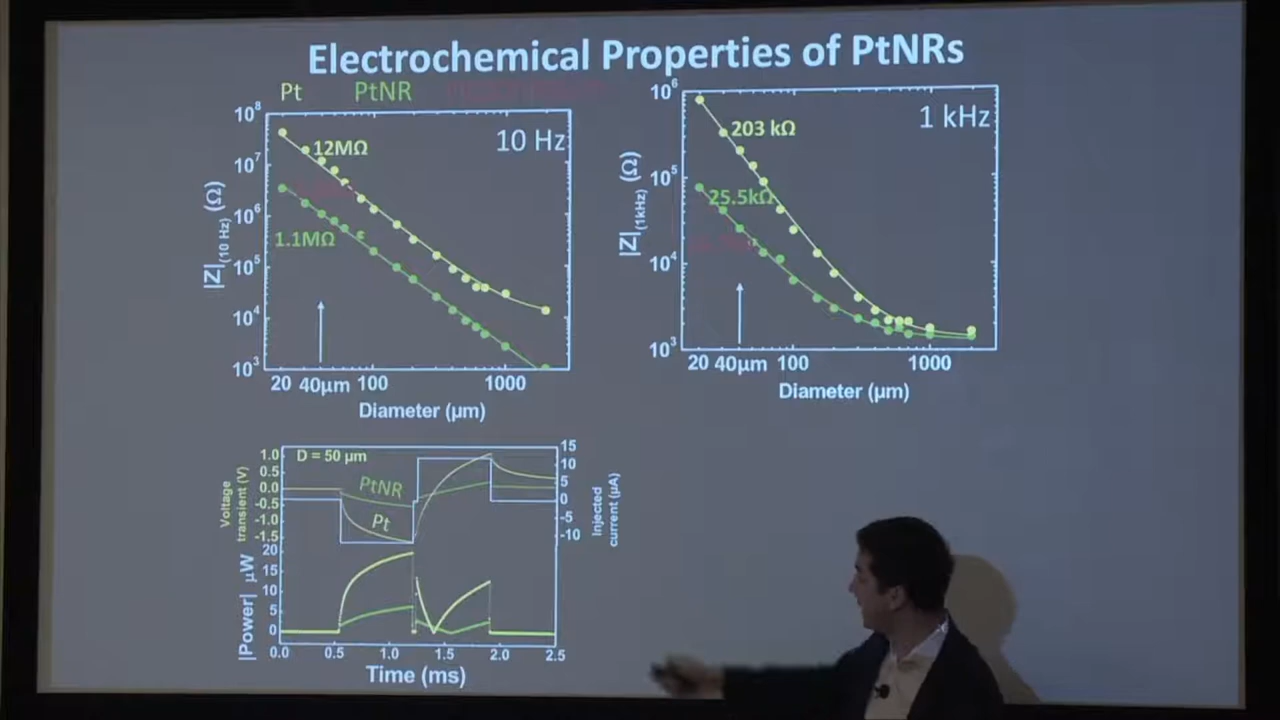 Electrochemical Properties of PtNRs
Pt PtNR
10⁸
10⁷
10⁶
10⁵
10⁴
10³
|Z|(10 Hz) (Ω)
10 Hz
12MΩ
1.1MΩ
20 40µm 100 1000
Diameter (µm)
10⁶
10⁵
10⁴
10³
|Z|(1kHz) (Ω)
1 kHz
203 kΩ
25.5kΩ
20 40µm 100 1000
Diameter (µm)
D = 50 µm
PtNR
Pt
Voltage
transient (V)
1.0
0.5
0.0
-0.5
-1.0
-1.5
15
10
5
0
-5
-10
Injected
current (µA)
|Power| µW
20
15
10
5
0
0.0 0.5 1.0 1.5 2.0 2.5
Time (ms)